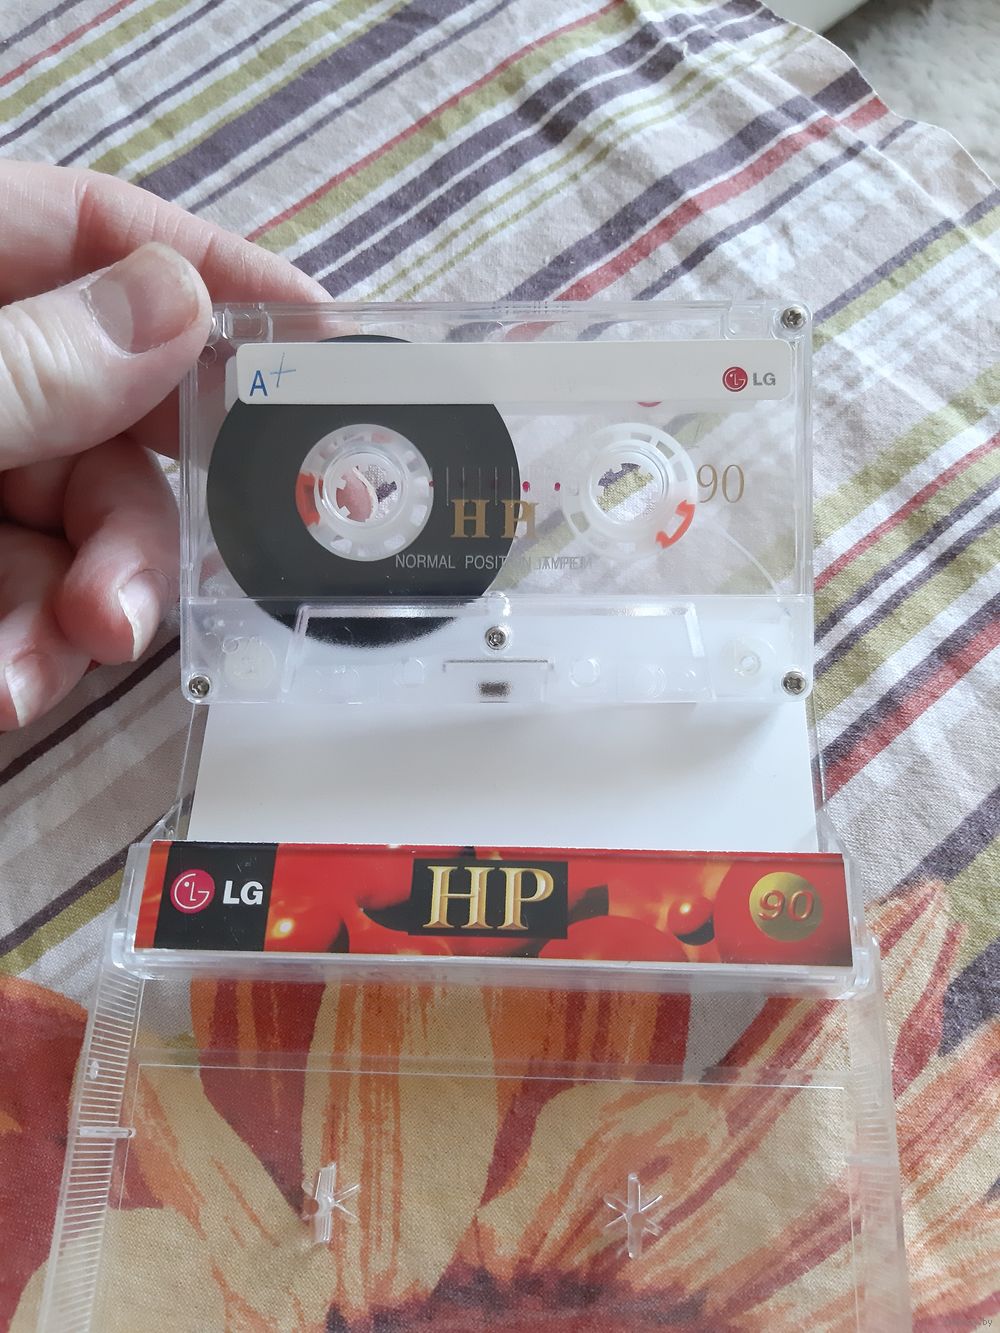 A+
LG
90
HP
NORMAL POSITION
LG
HP
90